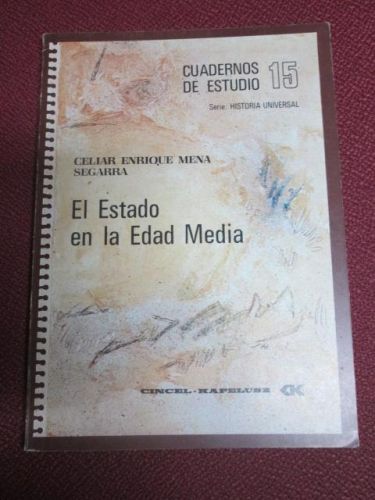 CUADERNOS
DE ESTUDIO 15
Serie: HISTORIA UNIVERSAL
CELIAR ENRIQUE MENA
SEGARRA
El Estado
en la Edad Media
CINCEL-KAPELUSZ CK